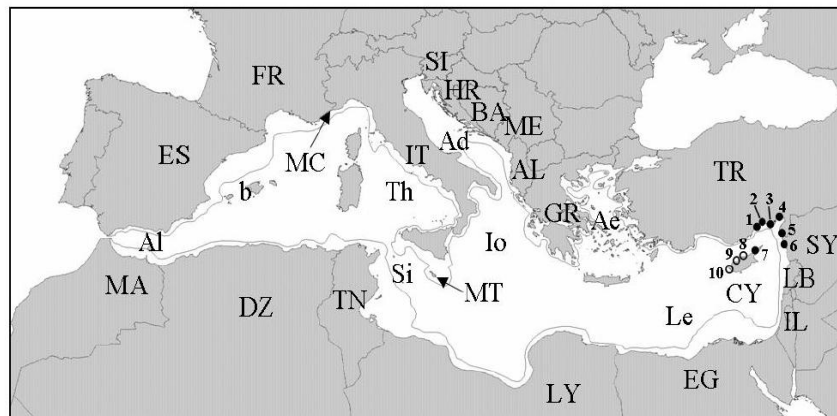 SI
FR
HR
BA
ME
MC
IT
Ad
ES
AL
TR
b
Th
GR
Ae
2 3 4
1
5
6
SY
Al
Io
8
7
9
10
Si
MA
MT
CY
LB
DZ
TN
Le
IL
LY
EG